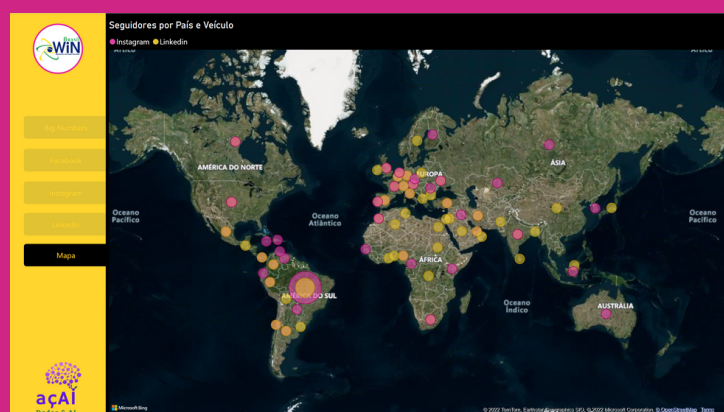 Seguidores por País e Veículo
Instagram Linkedin
Brasil
WiN
Big Numbers
Facebook
Instagram
Linkedin
Mapa
AMÉRICA DO NORTE
EUROPA
ÁSIA
Oceano
Pacífico
Oceano
Atlântico
Oceano
Pacífico
ÁFRICA
AMÉRICA DO SUL
Oceano
Índico
AUSTRÁLIA
açAÍ
Microsoft Bing
© 2022 TomTom, Earthstar Geographics SIO, © 2022 Microsoft Corporation, © OpenStreetMap Terms